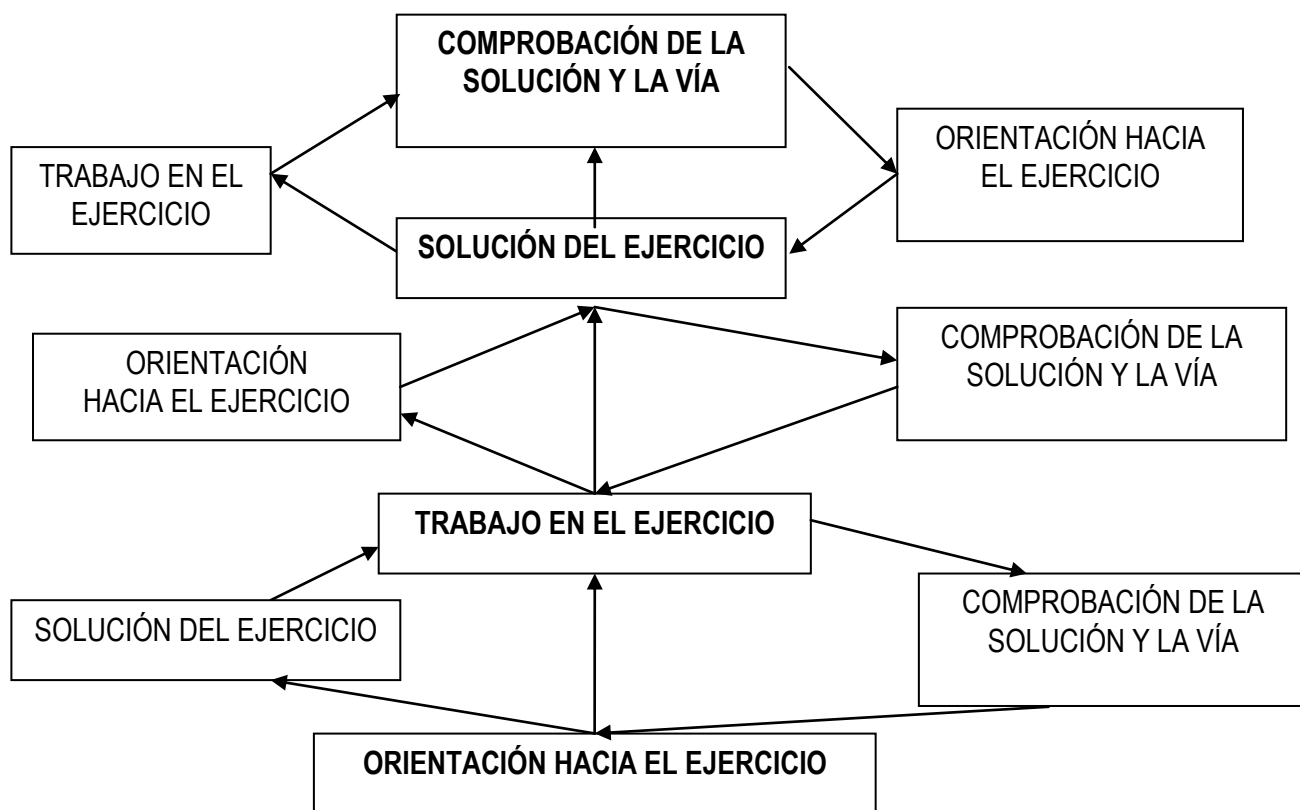 COMPROBACIÓN DE LA
SOLUCIÓN Y LA VÍA
ORIENTACIÓN HACIA
EL EJERCICIO
TRABAJO EN EL
EJERCICIO
SOLUCIÓN DEL EJERCICIO
ORIENTACIÓN
HACIA EL EJERCICIO
COMPROBACIÓN DE LA
SOLUCIÓN Y LA VÍA
TRABAJO EN EL EJERCICIO
SOLUCIÓN DEL EJERCICIO
COMPROBACIÓN DE LA
SOLUCIÓN Y LA VÍA
ORIENTACIÓN HACIA EL EJERCICIO